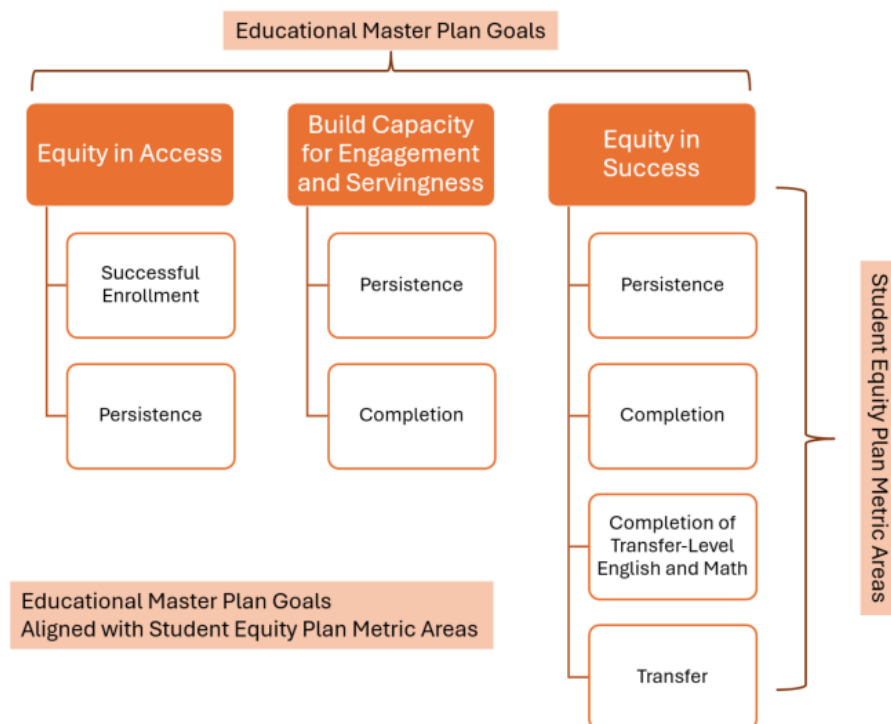 Educational Master Plan Goals
Equity in Access
Build Capacity
for Engagement
and Servingness
Equity in
Success
Successful
Enrollment
Persistence
Persistence
Completion
Persistence
Completion
Completion of
Transfer-Level
English and Math
Transfer
Student Equity Plan Metric Areas
Educational Master Plan Goals
Aligned with Student Equity Plan Metric Areas